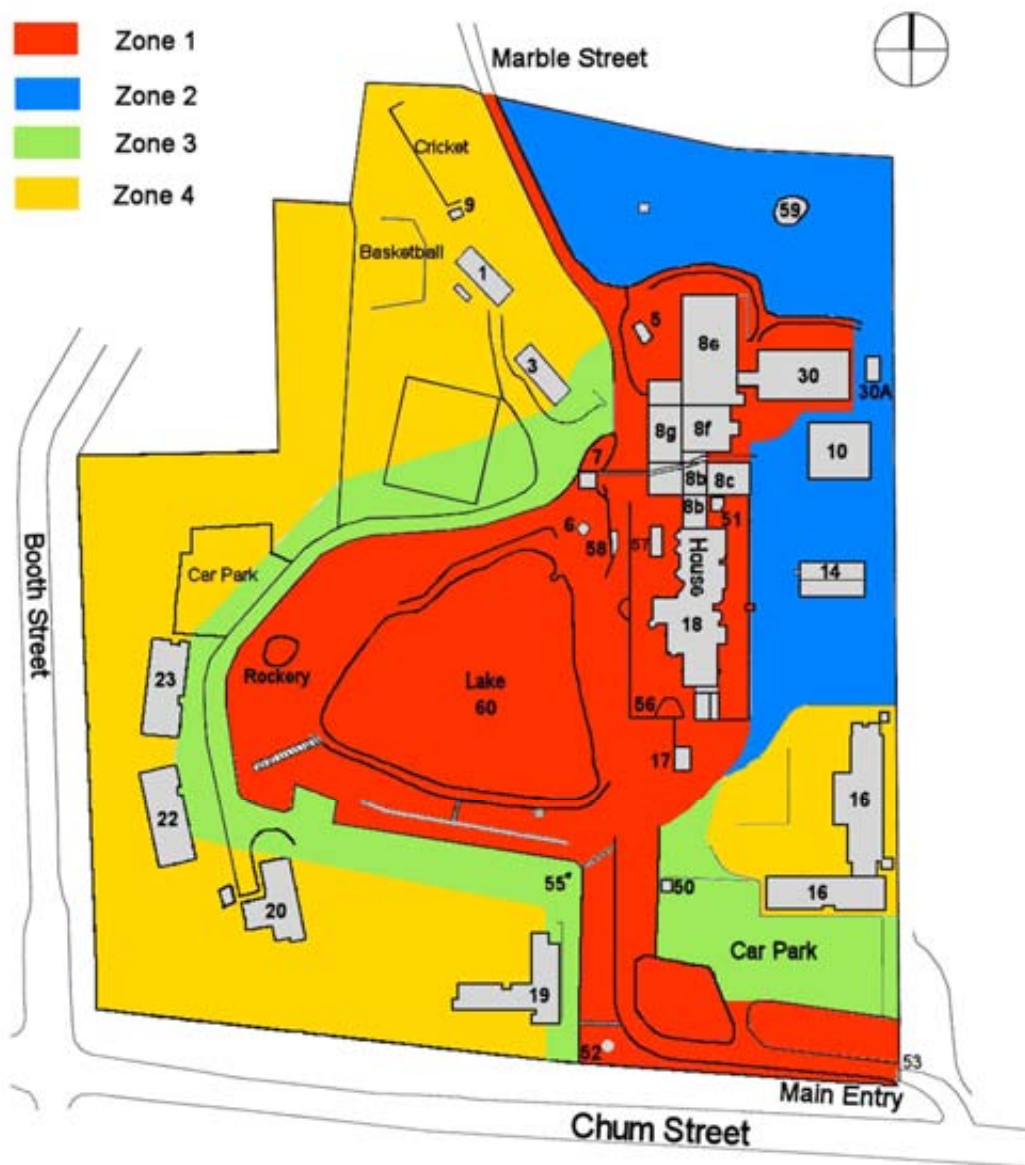 Zone 1
Zone 2
Zone 3
Zone 4
Marble Street
Cricket
9
59
Basketball
1
5
8e
3
30
30A
8g
8f
10
7
8b
8c
8b
51
6
58
57
House
14
Booth Street
Car Park
18
23
Rockery
Lake
60
56
17
16
22
55
50
16
20
Car Park
19
52
53
Main Entry
Chum Street